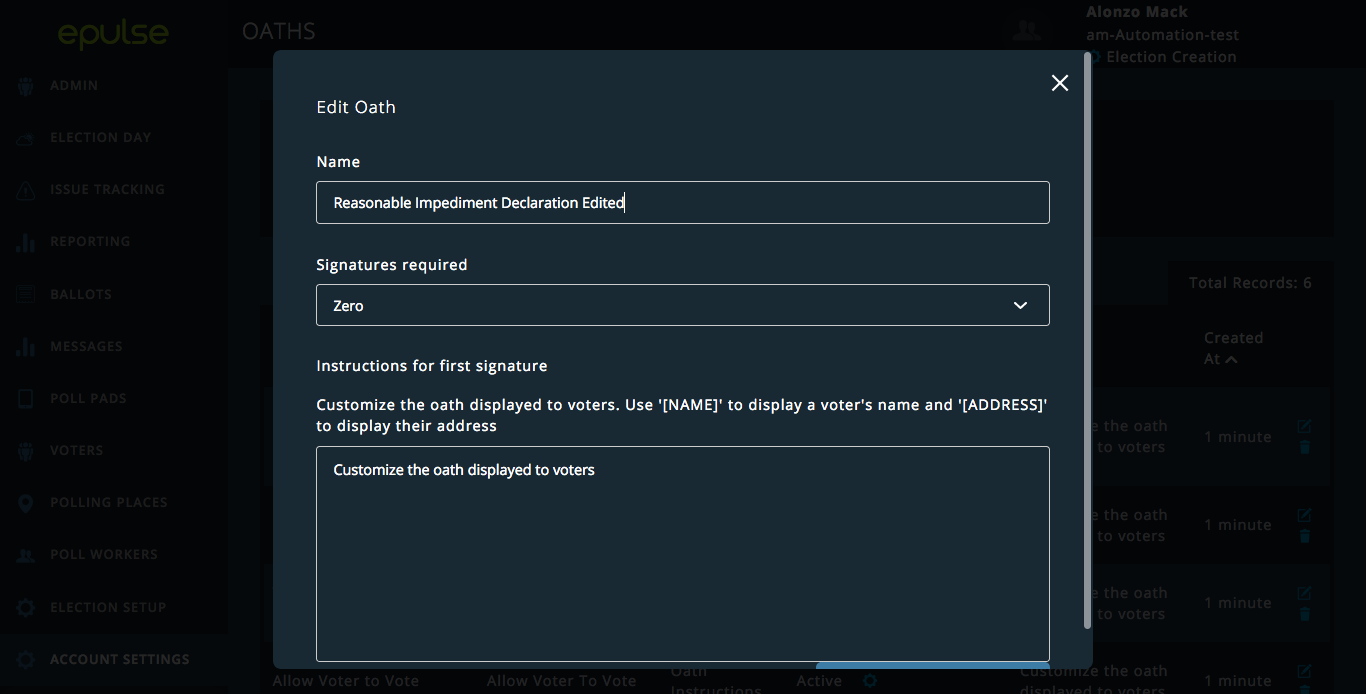 epulse
OATHS
Alonzo Mack
am-Automation-test
Election Creation
ADMIN
ELECTION DAY
ISSUE TRACKING
REPORTING
BALLOTS
MESSAGES
POLL PADS
VOTERS
POLLING PLACES
POLL WORKERS
ELECTION SETUP
ACCOUNT SETTINGS
Edit Oath
Name
Reasonable Impediment Declaration Edited
Signatures required
Zero
Instructions for first signature
Customize the oath displayed to voters. Use '[NAME]' to display a voter's name and '[ADDRESS]'
to display their address
Customize the oath displayed to voters
Total Records: 6
Created
At
the oath
to voters
1 minute
the oath
to voters
1 minute
the oath
to voters
1 minute
Allow Voter to Vote
Allow Voter To Vote
Oath
Instructions
Active
Customize the oath
displayed to voters
1 minute